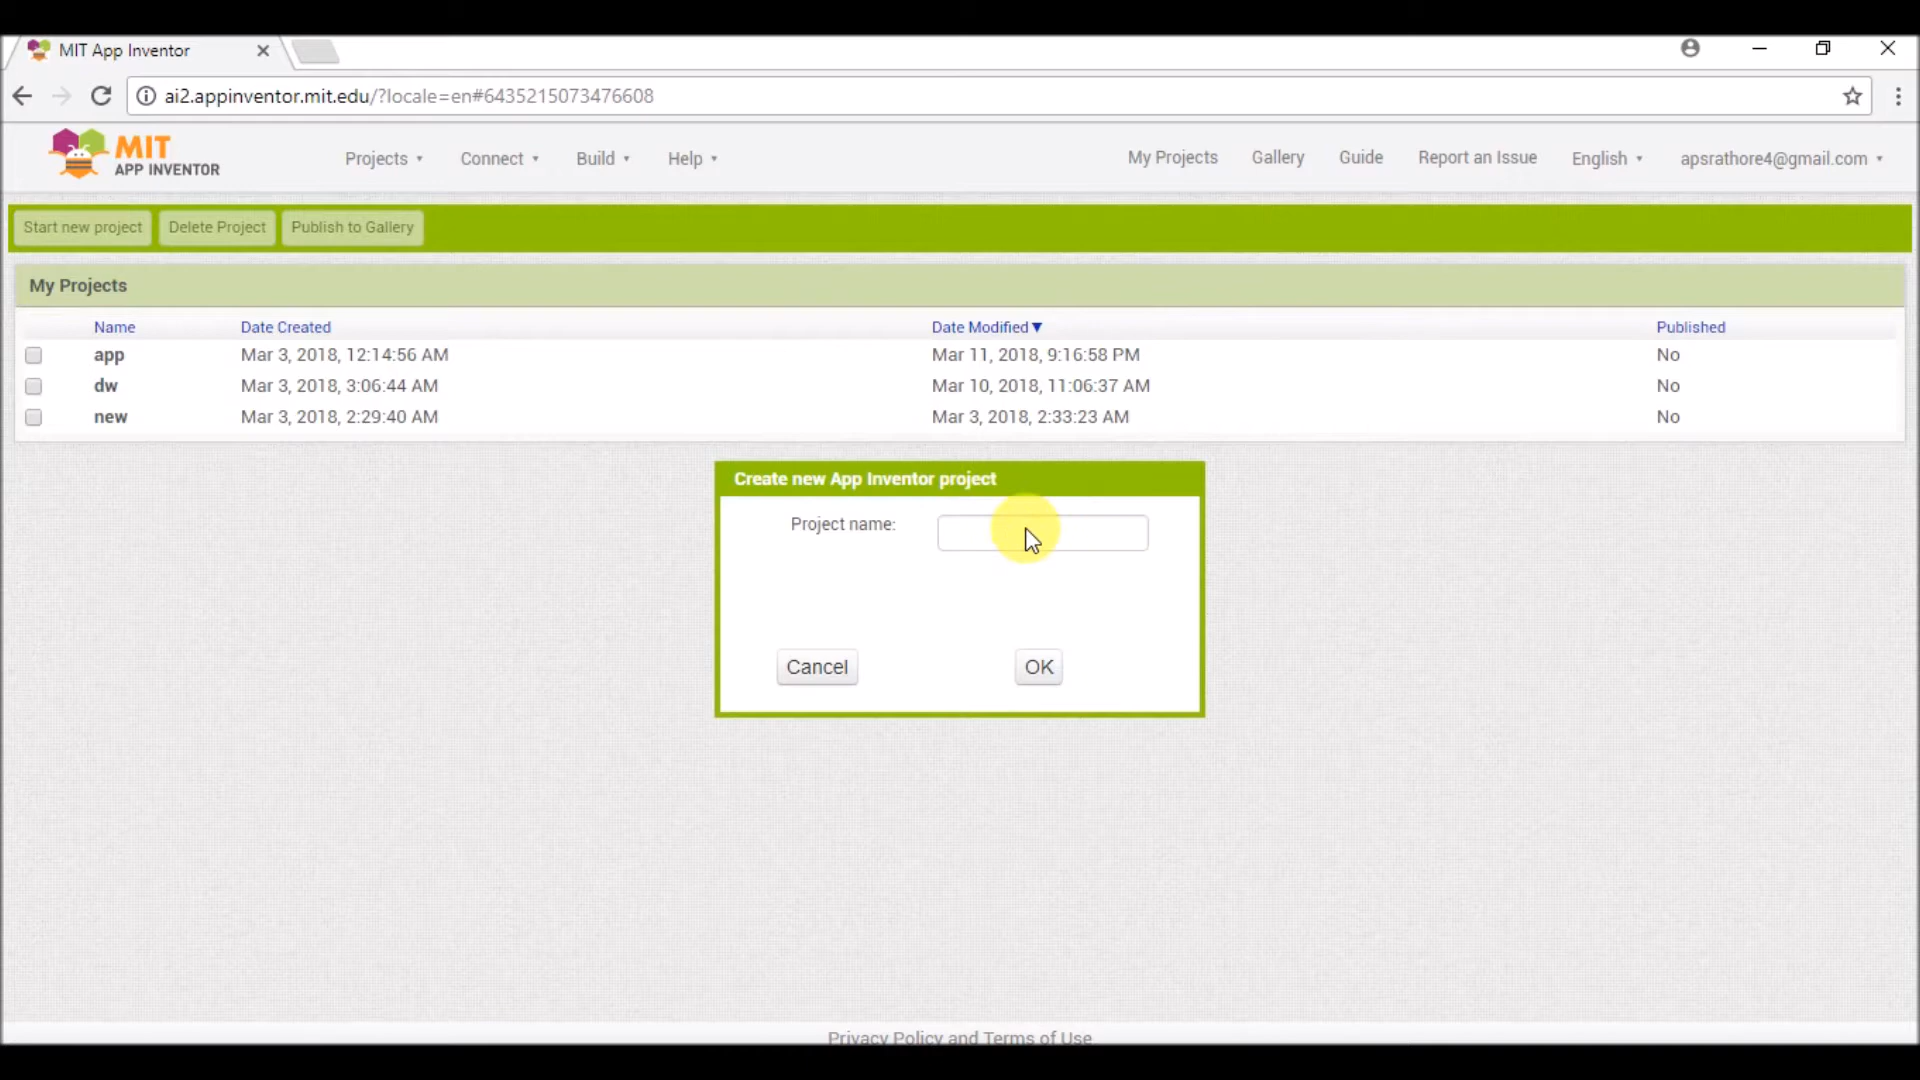 MIT App Inventor
ai2.appinventor.mit.edu/?locale=en#6435215073476608
MIT
APP INVENTOR
Projects Connect Build Help My Projects Gallery Guide Report an Issue English apsrathore4@gmail.com
Start new project Delete Project Publish to Gallery
My Projects
Name Date Created Date Modified▼ Published
app Mar 3, 2018, 12:14:56 AM Mar 11, 2018, 9:16:58 PM No
dw Mar 3, 2018, 3:06:44 AM Mar 10, 2018, 11:06:37 AM No
new Mar 3, 2018, 2:29:40 AM Mar 3, 2018, 2:33:23 AM No
Create new App Inventor project
Project name:
Cancel OK
Privacy Policy and Terms of Use